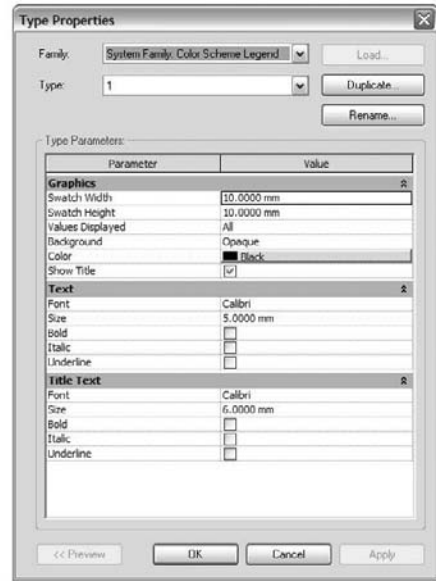 Type Properties
Family: System Family: Color Scheme Legend Load...
Type: 1 Duplicate...
Rename...
Type Parameters:
Parameter Value
Graphics
Swatch Width 10.0000 mm
Swatch Height 10.0000 mm
Values Displayed All
Background Opaque
Color Black
Show Title
Text
Font Calibri
Size 5.0000 mm
Bold
Italic
Underline
Title Text
Font Calibri
Size 6.0000 mm
Bold
Italic
Underline
<< Preview OK Cancel Apply